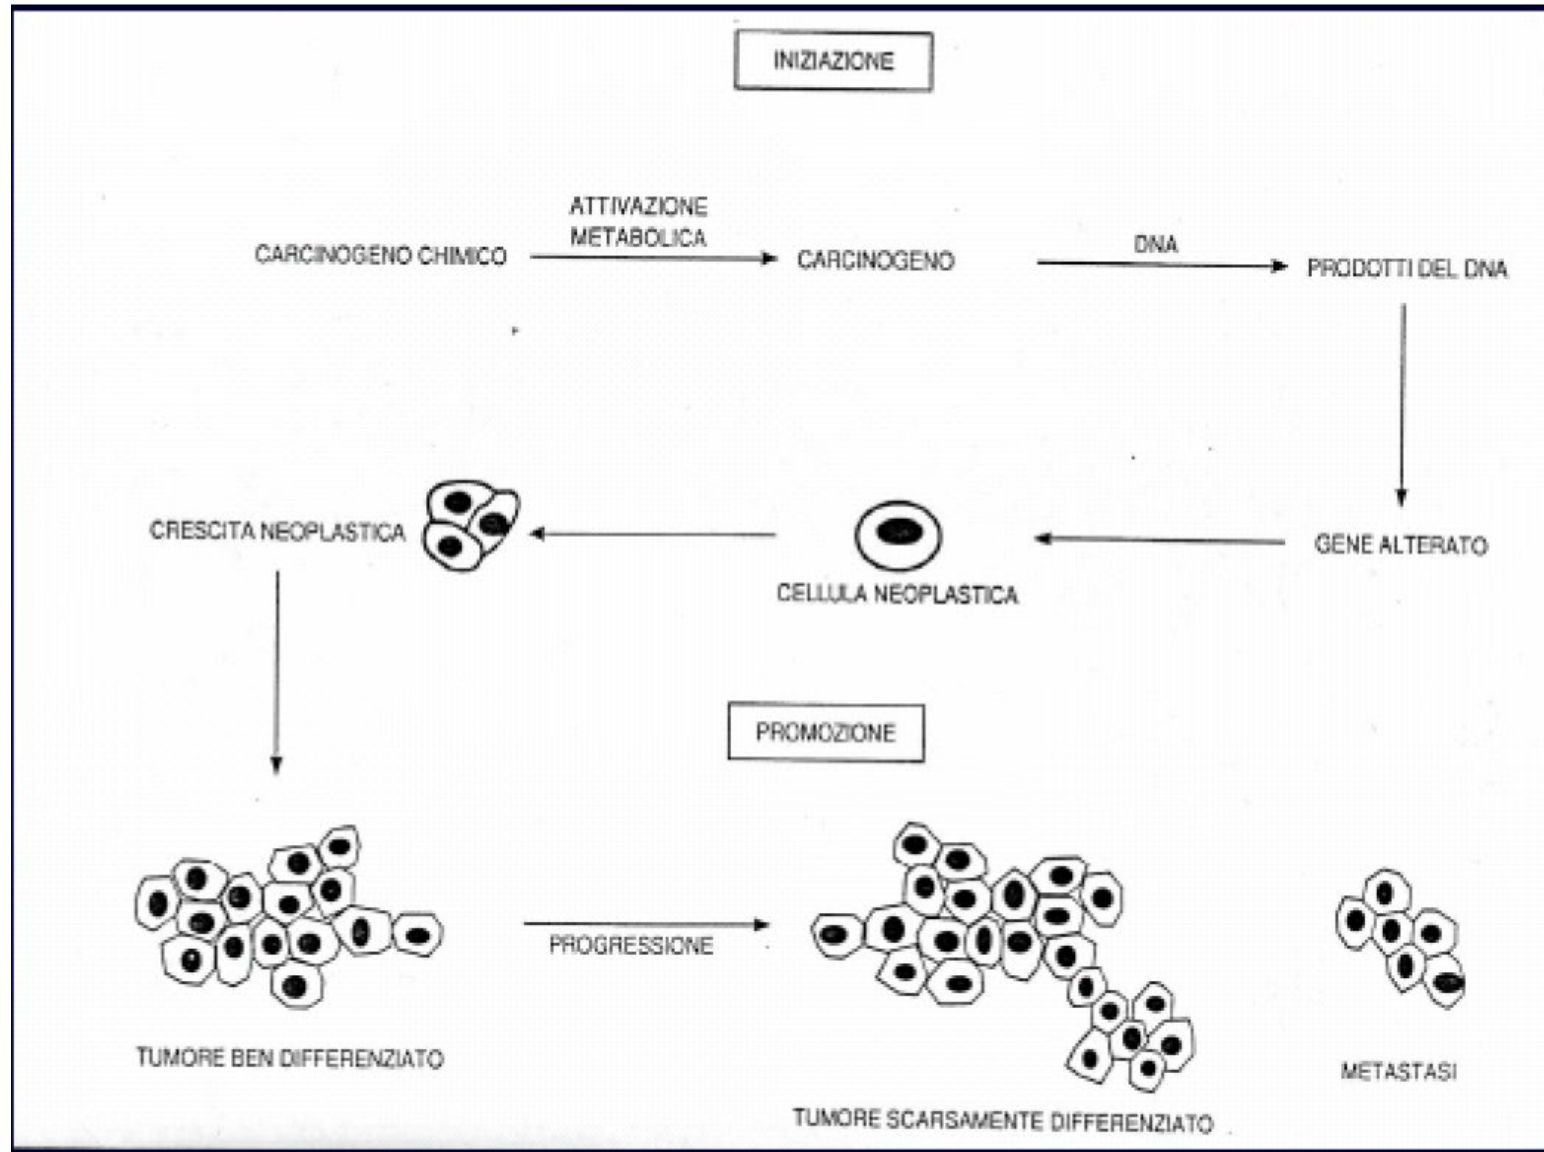 INIZIAZIONE
ATTIVAZIONE
METABOLICA
CARCINOGENO CHIMICO
CARCINOGENO
DNA
PRODOTTI DEL DNA
CRESCITA NEOPLASTICA
CELLULA NEOPLASTICA
GENE ALTERATO
PROMOZIONE
PROGRESSIONE
TUMORE BEN DIFFERENZIATO
TUMORE SCARSAMENTE DIFFERENZIATO
METASTASI